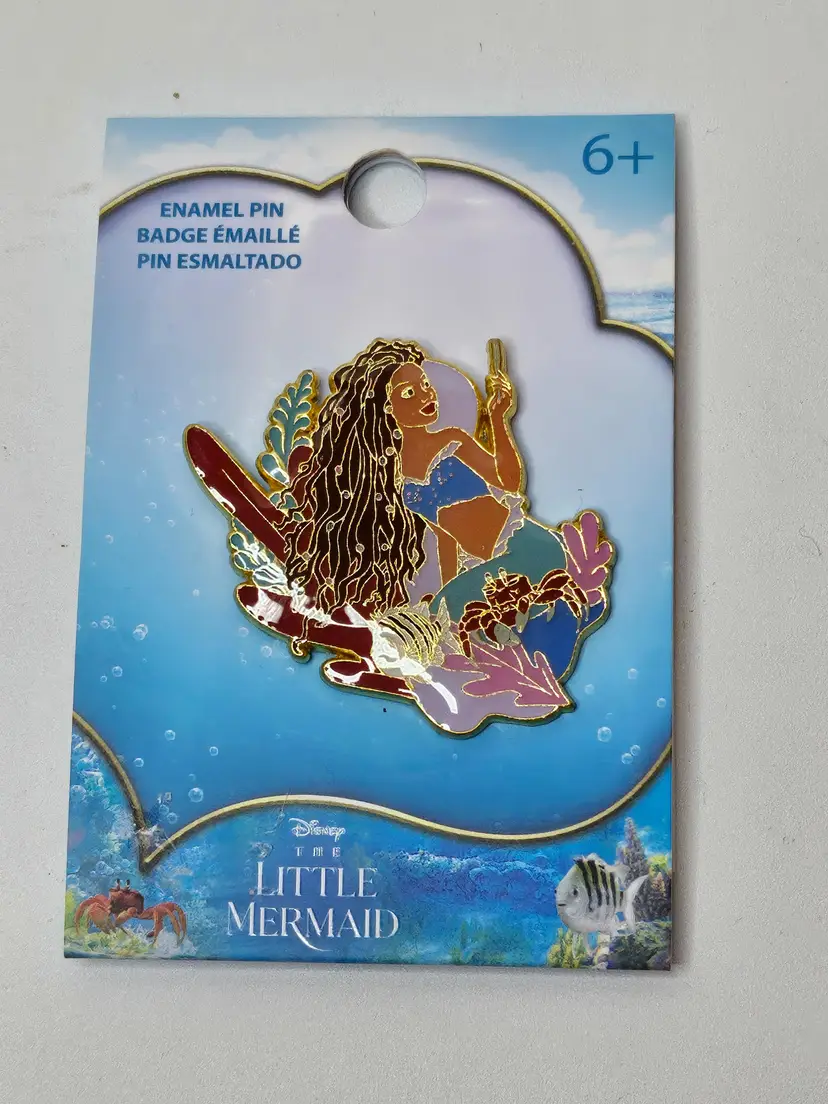 6+
ENAMEL PIN
BADGE ÉMAILLÉ
PIN ESMALTADO
Disney
THE
LITTLE
MERMAID